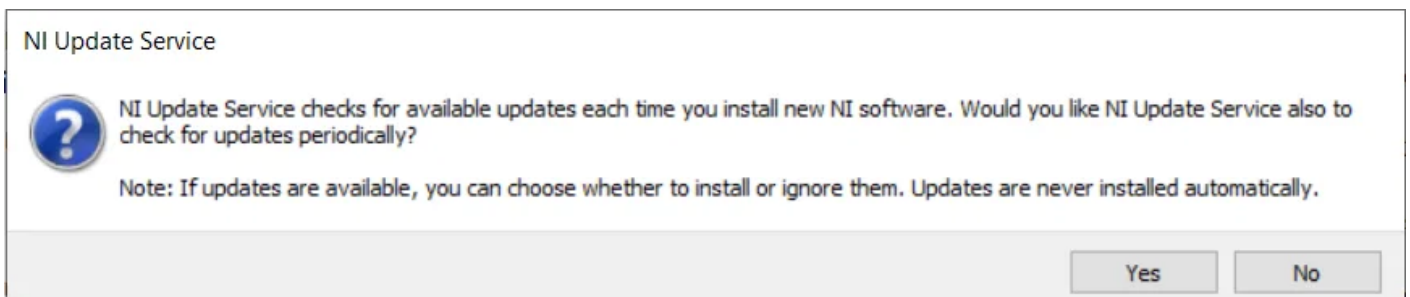 NI Update Service
NI Update Service checks for available updates each time you install new NI software. Would you like NI Update Service also to
check for updates periodically?
Note: If updates are available, you can choose whether to install or ignore them. Updates are never installed automatically.
Yes No